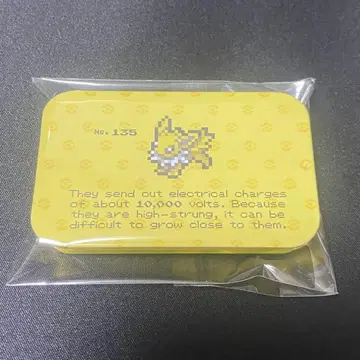 No. 135
They send out electrical charges
of about 10,000 volts. Because
they are high-strung, it can be
difficult to grow close to them.